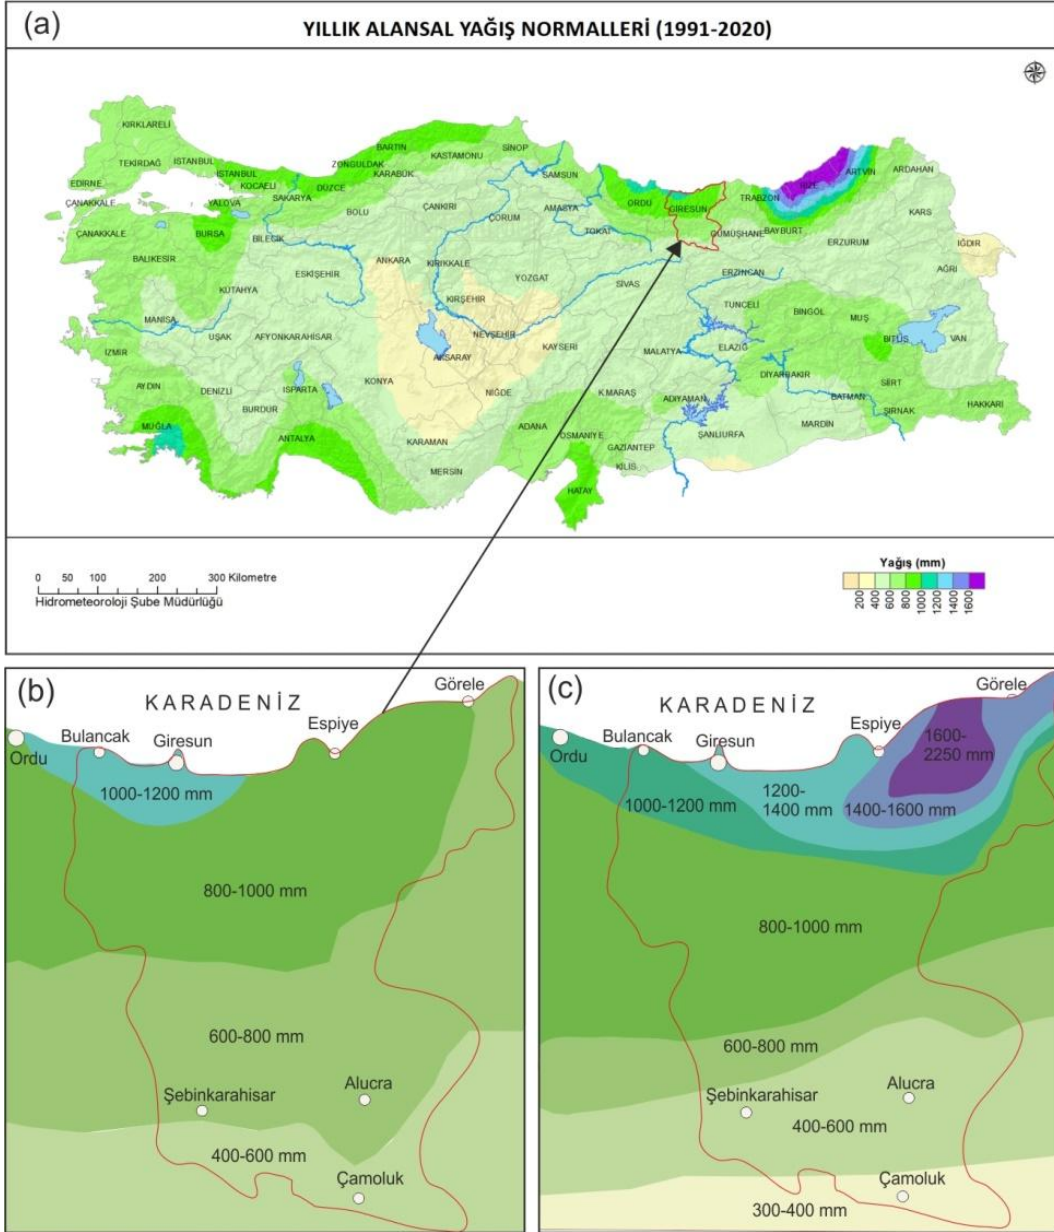 (a)
YILLIK ALANSAL YAĞIŞ NORMALLERİ (1991-2020)
KIRKLARELİ
TEKİRDAĞ
İSTANBUL
EDİRNE
ÇANAKKALE
İSTANBUL
KOCAELİ
YALOVA
SAKARYA
DÜZCE
ZONGULDAK
BARTIN
KARABÜK
KASTAMONU
SİNOP
SAMSUN
ORDU
GİRESUN
TRABZON
RİZE
ARTVİN
ARDAHAN
KARS
IĞDIR
AĞRI
ÇANAKKALE
BURSA
BİLECİK
BOLU
ÇANKIRI
ÇORUM
AMASYA
TOKAT
GÜMÜŞHANE
BAYBURT
ERZURUM
BALIKESİR
KÜTAHYA
ESKİŞEHİR
ANKARA
KIRIKKALE
YOZGAT
SİVAS
ERZİNCAN
TUNCELİ
BİNGÖL
MUŞ
BİTLİS
VAN
MANİSA
UŞAK
AFYONKARAHİSAR
KIRŞEHİR
NEVŞEHİR
AKSARAY
KAYSERİ
MALATYA
ELAZIĞ
DİYARBAKIR
İZMİR
AYDIN
DENİZLİ
ISPARTA
KONYA
NİĞDE
K.MARAŞ
ADIYAMAN
BATMAN
SİİRT
ŞIRNAK
HAKKARİ
BURDUR
MUĞLA
ANTALYA
KARAMAN
MERSİN
ADANA
OSMANİYE
GAZİANTEP
KİLİS
ŞANLIURFA
MARDİN
HATAY
0 50 100 200 300 Kilometre
Hidrometeoroloji Şube Müdürlüğü
Yağış (mm)
200 400 600 800 1000 1200 1400 1600
(b)
KARADENİZ
Görele
Espiye
Bulancak
Giresun
Ordu
1000-1200 mm
800-1000 mm
600-800 mm
Alucra
Şebinkarahisar
400-600 mm
Çamoluk
(c)
KARADENİZ
Görele
Espiye
Bulancak
Giresun
Ordu
1600-
2250 mm
1200-
1400 mm
1000-1200 mm
1400-1600 mm
800-1000 mm
600-800 mm
Alucra
Şebinkarahisar
400-600 mm
Çamoluk
300-400 mm